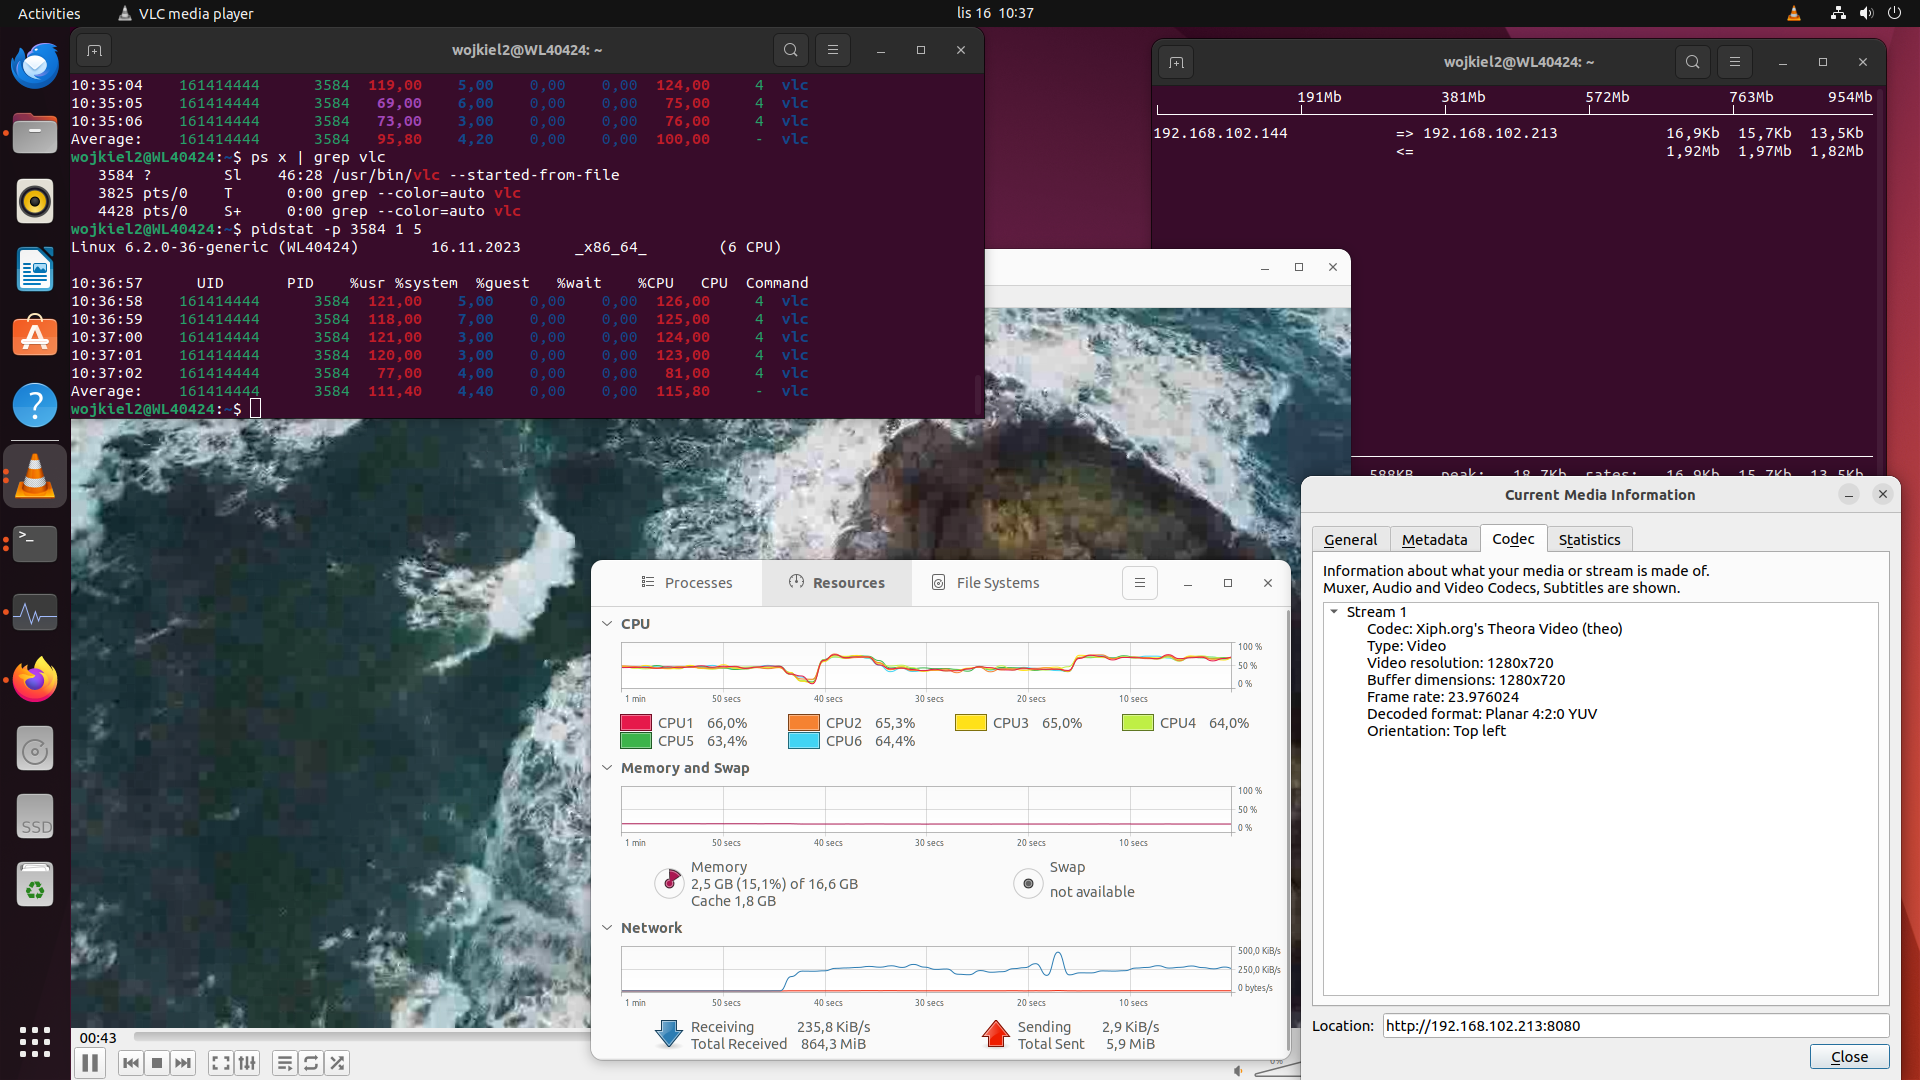 Activities
VLC media player
lis 16 10:37
wojkiel2@WL40424: ~
10:35:04 161414444 3584 119,00 5,00 0,00 0,00 124,00 4 vlc
10:35:05 161414444 3584 69,00 6,00 0,00 0,00 75,00 4 vlc
10:35:06 161414444 3584 73,00 3,00 0,00 0,00 76,00 4 vlc
Average: 161414444 3584 95,80 4,20 0,00 0,00 100,00 - vlc
wojkiel2@WL40424:~$ ps x | grep vlc
3584 ? Sl 46:28 /usr/bin/vlc --started-from-file
3825 pts/0 T 0:00 grep --color=auto vlc
4428 pts/0 S+ 0:00 grep --color=auto vlc
wojkiel2@WL40424:~$ pidstat -p 3584 1 5
Linux 6.2.0-36-generic (WL40424) 16.11.2023 _x86_64_ (6 CPU)
10:36:57 UID PID %usr %system %guest %wait %CPU CPU Command
10:36:58 161414444 3584 121,00 5,00 0,00 0,00 126,00 4 vlc
10:36:59 161414444 3584 118,00 7,00 0,00 0,00 125,00 4 vlc
10:37:00 161414444 3584 121,00 3,00 0,00 0,00 124,00 4 vlc
10:37:01 161414444 3584 120,00 3,00 0,00 0,00 123,00 4 vlc
10:37:02 161414444 3584 77,00 4,00 0,00 0,00 81,00 4 vlc
Average: 161414444 3584 111,40 4,40 0,00 0,00 115,80 - vlc
wojkiel2@WL40424:~$
wojkiel2@WL40424: ~
191Mb 381Mb 572Mb 763Mb 954Mb
192.168.102.144 => 192.168.102.213 16,9Kb 15,7Kb 13,5Kb
<= 1,92Mb 1,97Mb 1,82Mb
588KB peak: 18,7Kb rates: 16,9Kb 15,7Kb 13,5Kb
Processes Resources File Systems
CPU
100 %
50 %
0 %
1 min 50 secs 40 secs 30 secs 20 secs 10 secs
CPU1 66,0% CPU2 65,3% CPU3 65,0% CPU4 64,0%
CPU5 63,4% CPU6 64,4%
Memory and Swap
100 %
50 %
0 %
1 min 50 secs 40 secs 30 secs 20 secs 10 secs
Memory
2,5 GB (15,1%) of 16,6 GB
Cache 1,8 GB
Swap
not available
Network
500,0 KiB/s
250,0 KiB/s
0 bytes/s
1 min 50 secs 40 secs 30 secs 20 secs 10 secs
Receiving 235,8 KiB/s
Total Received 864,3 MiB
Sending 2,9 KiB/s
Total Sent 5,9 MiB
Current Media Information
General Metadata Codec Statistics
Information about what your media or stream is made of.
Muxer, Audio and Video Codecs, Subtitles are shown.
Stream 1
Codec: Xiph.org's Theora Video (theo)
Type: Video
Video resolution: 1280x720
Buffer dimensions: 1280x720
Frame rate: 23.976024
Decoded format: Planar 4:2:0 YUV
Orientation: Top left
Location: http://192.168.102.213:8080
Close
00:43
0%
SSD